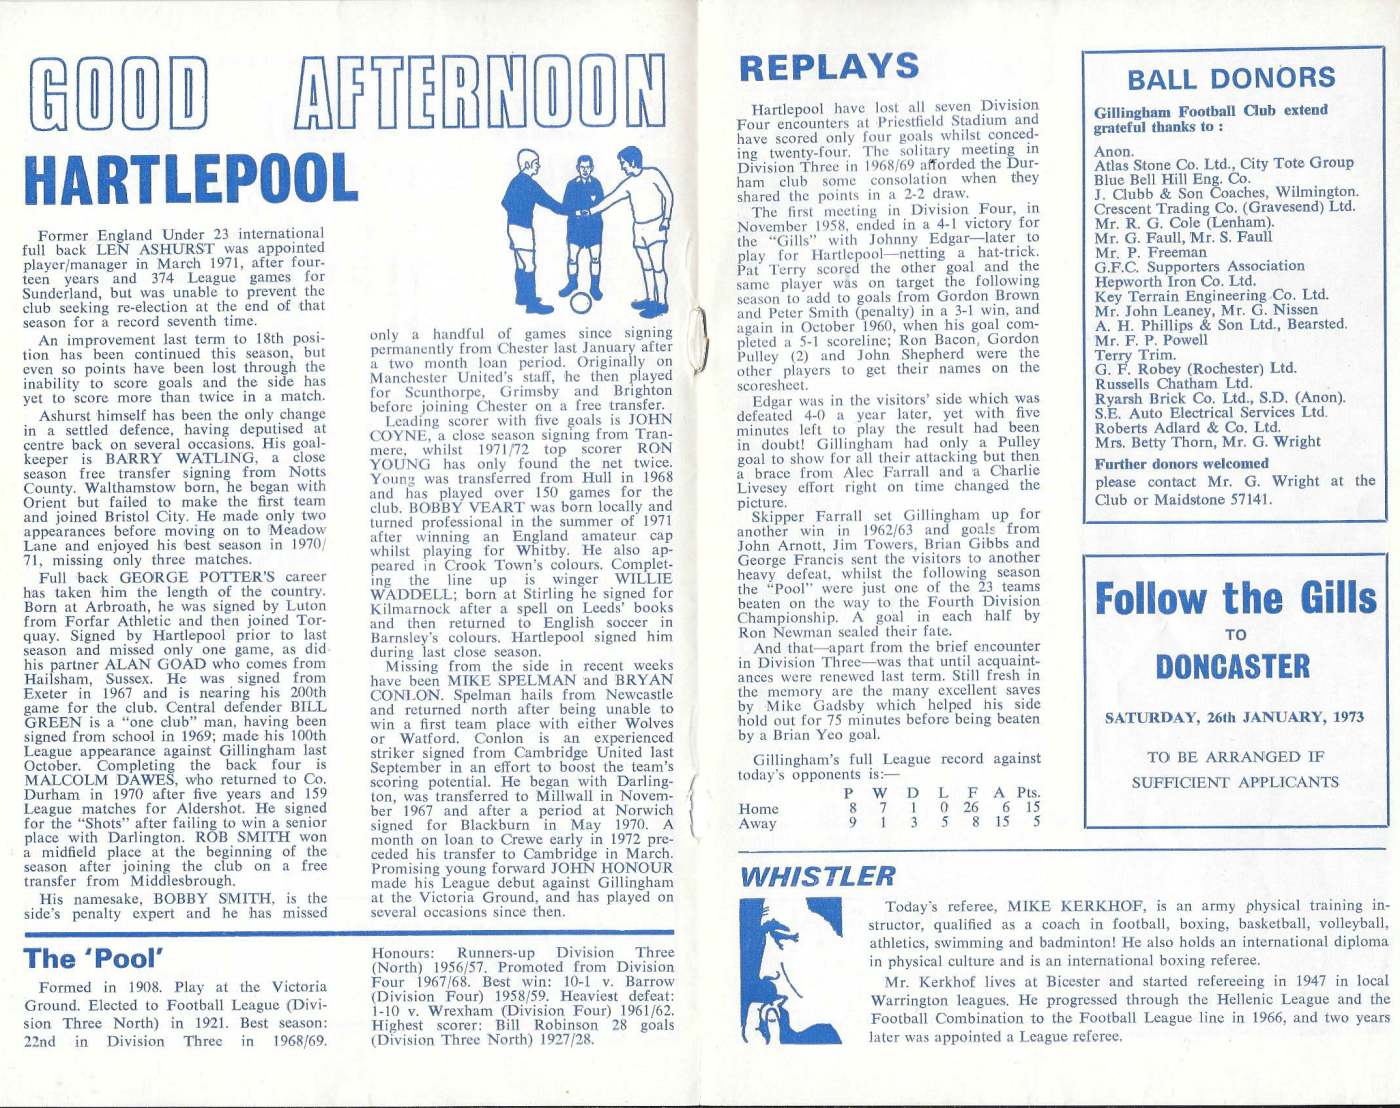 GOOD AFTERNOON
HARTLEPOOL
Former England Under 23 international
full back LEN ASHURST was appointed
player/manager in March 1971, after four-
teen years and 374 League games for
Sunderland, but was unable to prevent the
club seeking re-election at the end of that
season for a record seventh time.
An improvement last term to 18th posi-
tion has been continued this season, but
even so points have been lost through the
inability to score goals and the side has
yet to score more than twice in a match.
Ashurst himself has been the only change
in a settled defence, having deputised at
centre back on several occasions. His goal-
keeper is BARRY WATLING, a close
season free transfer signing from Notts
County. Walthamstow born, he began with
Orient but failed to make the first team
and joined Bristol City. He made only two
appearances before moving on to Meadow
Lane and enjoyed his best season in 1970/
71, missing only three matches.
Full back GEORGE POTTER'S career
has taken him the length of the country.
Born at Arbroath, he was signed by Luton
from Forfar Athletic and then joined Tor-
quay. Signed by Hartlepool prior to last
season and missed only one game, as did
his partner ALAN GOAD who comes from
Hailsham, Sussex. He was signed from
Exeter in 1967 and is nearing his 200th
game for the club. Central defender BILL
GREEN is a "one club" man, having been
signed from school in 1969; made his 100th
League appearance against Gillingham last
October. Completing the back four is
MALCOLM DAWES, who returned to Co.
Durham in 1970 after five years and 159
League matches for Aldershot. He signed
for the "Shots" after failing to win a senior
place with Darlington. ROB SMITH won
a midfield place at the beginning of the
season after joining the club on a free
transfer from Middlesbrough.
His namesake, BOBBY SMITH, is the
side's penalty expert and he has missed
only a handful of games since signing
permanently from Chester last January after
a two month loan period. Originally on
Manchester United's staff, he then played
for Scunthorpe, Grimsby and Brighton
before joining Chester on a free transfer.
Leading scorer with five goals is JOHN
COYNE, a close season signing from Tran-
mere, whilst 1971/72 top scorer RON
YOUNG has only found the net twice.
Young was transferred from Hull in 1968
and has played over 150 games for the
club. BOBBY VEART was born locally and
turned professional in the summer of 1971
after winning an England amateur cap
whilst playing for Whitby. He also ap-
peared in Crook Town's colours. Complet-
ing the line up is winger WILLIE
WADDELL; born at Stirling he signed for
Kilmarnock after a spell on Leeds' books
and then returned to English soccer in
Barnsley's colours. Hartlepool signed him
during last close season.
Missing from the side in recent weeks
have been MIKE SPELMAN and BRYAN
CONLON. Spelman hails from Newcastle
and returned north after being unable to
win a first team place with either Wolves
or Watford. Conlon is an experienced
striker signed from Cambridge United last
September in an effort to boost the team's
scoring potential. He began with Darling-
ton, was transferred to Millwall in Novem-
ber 1967 and after a period at Norwich
signed for Blackburn in May 1970. A
month on loan to Crewe early in 1972 pre-
ceded his transfer to Cambridge in March.
Promising young forward JOHN HONOUR
made his League debut against Gillingham
at the Victoria Ground, and has played on
several occasions since then.
The 'Pool'
Formed in 1908. Play at the Victoria
Ground. Elected to Football League (Divi-
sion Three North) in 1921. Best season:
22nd in Division Three in 1968/69.
Honours: Runners-up Division Three
(North) 1956/57. Promoted from Division
Four 1967/68. Best win: 10-1 v. Barrow
(Division Four) 1958/59. Heaviest defeat:
1-10 v. Wrexham (Division Four) 1961/62.
Highest scorer: Bill Robinson 28 goals
(Division Three North) 1927/28.
REPLAYS
Hartlepool have lost all seven Division
Four encounters at Priestfield Stadium and
have scored only four goals whilst conced-
ing twenty-four. The solitary meeting in
Division Three in 1968/69 afforded the Dur-
ham club some consolation when they
shared the points in a 2-2 draw.
The first meeting in Division Four, in
November 1958, ended in a 4-1 victory for
the "Gills" with Johnny Edgar—later to
play for Hartlepool—netting a hat-trick.
Pat Terry scored the other goal and the
same player was on target the following
season to add to goals from Gordon Brown
and Peter Smith (penalty) in a 3-1 win, and
again in October 1960, when his goal com-
pleted a 5-1 scoreline; Ron Bacon, Gordon
Pulley (2) and John Shepherd were the
other players to get their names on the
scoresheet.
Edgar was in the visitors' side which was
defeated 4-0 a year later, yet with five
minutes left to play the result had been
in doubt! Gillingham had only a Pulley
goal to show for all their attacking but then
a brace from Alec Farrall and a Charlie
Livesey effort right on time changed the
picture.
Skipper Farrall set Gillingham up for
another win in 1962/63 and goals from
John Arnott, Jim Towers, Brian Gibbs and
George Francis sent the visitors to another
heavy defeat, whilst the following season
the "Pool" were just one of the 23 teams
beaten on the way to the Fourth Division
Championship. A goal in each half by
Ron Newman sealed their fate.
And that—apart from the brief encounter
in Division Three—was that until acquaint-
ances were renewed last term. Still fresh in
the memory are the many excellent saves
by Mike Gadsby which helped his side
hold out for 75 minutes before being beaten
by a Brian Yeo goal.
Gillingham's full League record against
today's opponents is:—
P W D L F A Pts.
Home 8 7 1 0 26 6 15
Away 9 1 3 5 8 15 5
BALL DONORS
Gillingham Football Club extend
grateful thanks to :
Anon.
Atlas Stone Co. Ltd., City Tote Group
Blue Bell Hill Eng. Co.
J. Clubb & Son Coaches, Wilmington.
Crescent Trading Co. (Gravesend) Ltd.
Mr. R. G. Cole (Lenham).
Mr. G. Faull, Mr. S. Faull
Mr. P. Freeman
G.F.C. Supporters Association
Hepworth Iron Co. Ltd.
Key Terrain Engineering Co. Ltd.
Mr. John Leaney, Mr. G. Nissen
A. H. Phillips & Son Ltd., Bearsted.
Mr. F. P. Powell
Terry Trim.
G. F. Robey (Rochester) Ltd.
Russells Chatham Ltd.
Ryarsh Brick Co. Ltd., S.D. (Anon).
S.E. Auto Electrical Services Ltd.
Roberts Adlard & Co. Ltd.
Mrs. Betty Thorn, Mr. G. Wright
Further donors welcomed
please contact Mr. G. Wright at the
Club or Maidstone 57141.
Follow the Gills
TO
DONCASTER
SATURDAY, 26th JANUARY, 1973
TO BE ARRANGED IF
SUFFICIENT APPLICANTS
WHISTLER
Today's referee, MIKE KERKHOF, is an army physical training in-
structor, qualified as a coach in football, boxing, basketball, volleyball,
athletics, swimming and badminton! He also holds an international diploma
in physical culture and is an international boxing referee.
Mr. Kerkhof lives at Bicester and started refereeing in 1947 in local
Warrington leagues. He progressed through the Hellenic League and the
Football Combination to the Football League line in 1966, and two years
later was appointed a League referee.